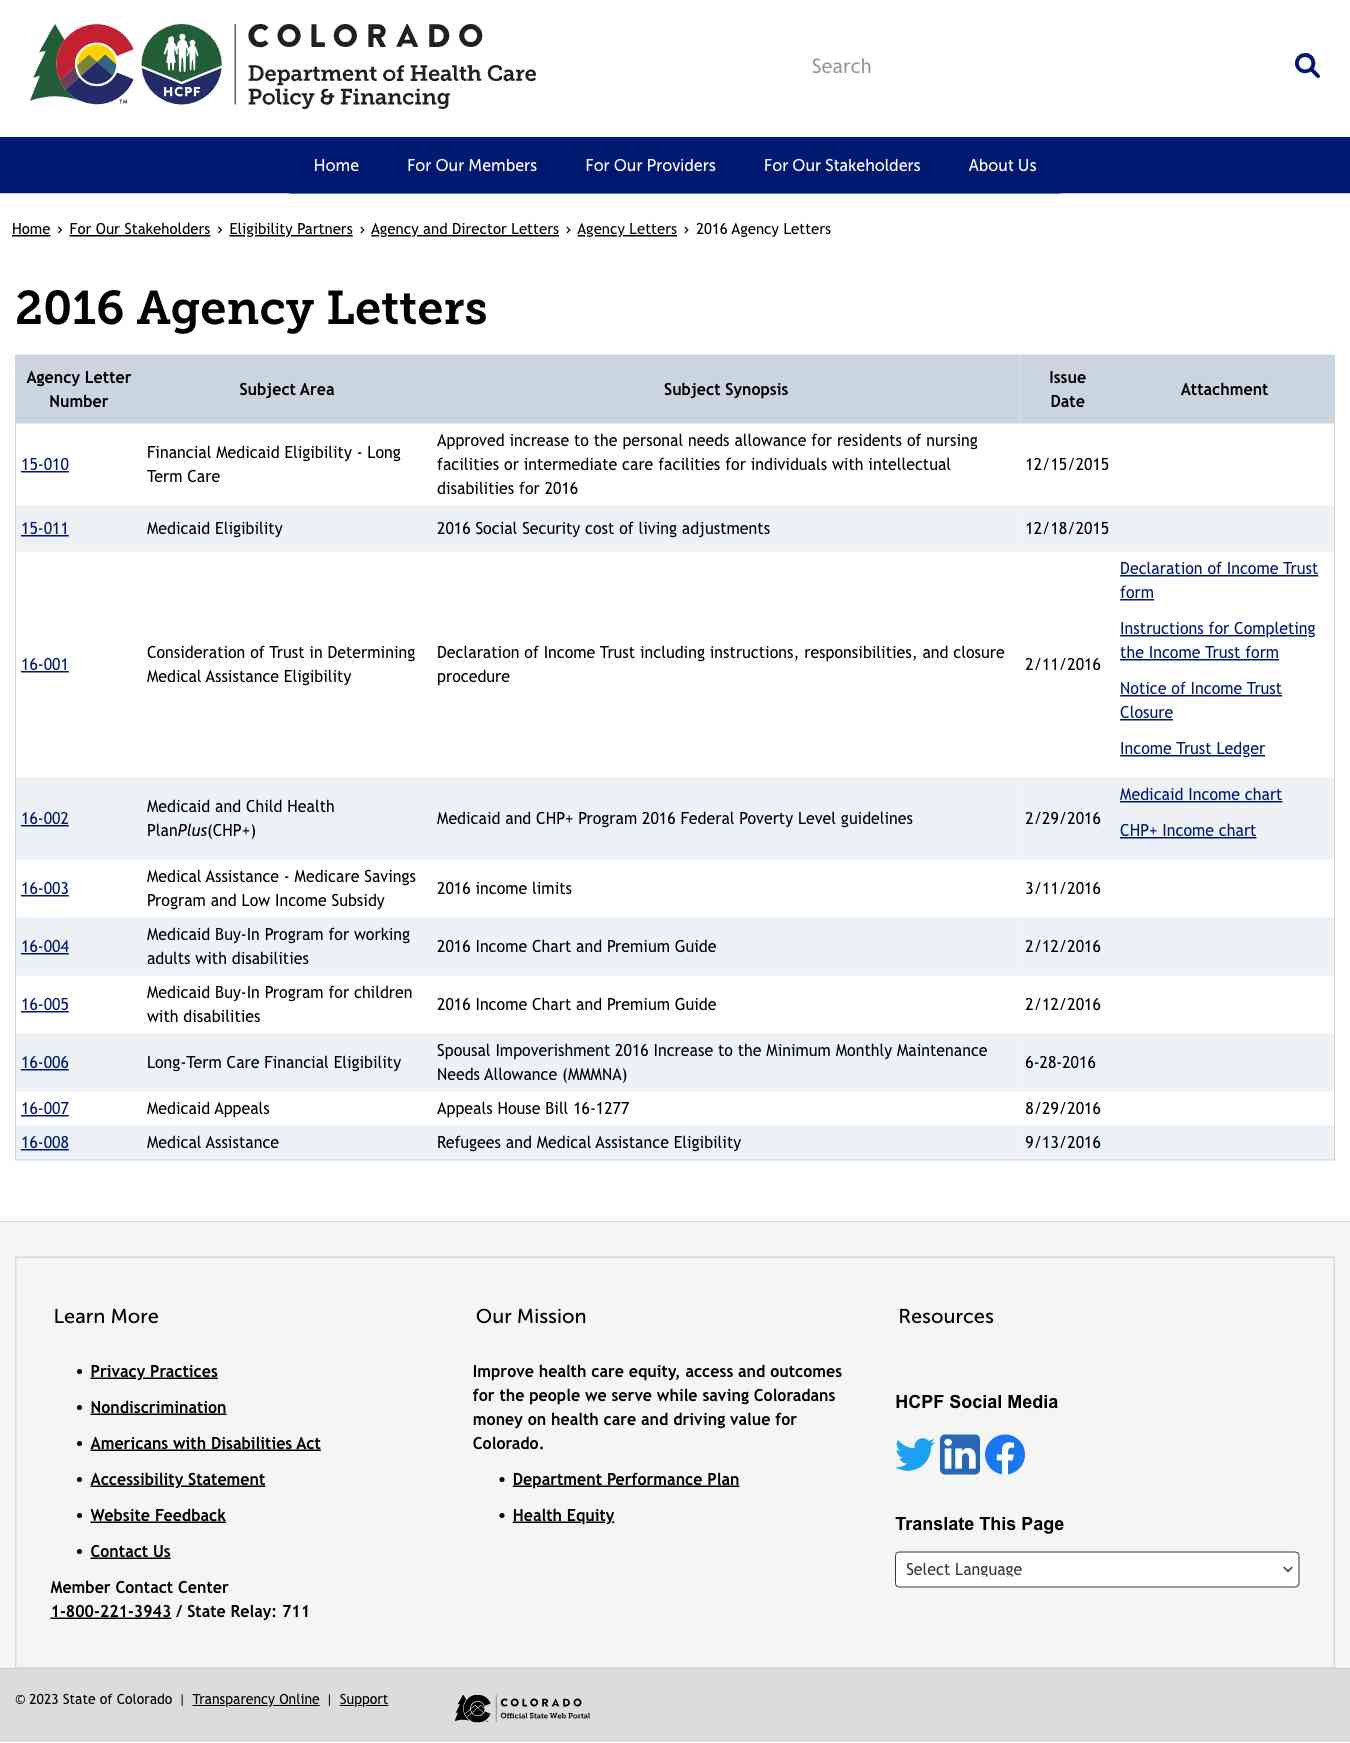 COLORADO
Department of Health Care
Policy & Financing
HCPF
TM
Search
Home
For Our Members
For Our Providers
For Our Stakeholders
About Us
Home › For Our Stakeholders › Eligibility Partners › Agency and Director Letters › Agency Letters › 2016 Agency Letters
2016 Agency Letters
Agency Letter
Number
Subject Area
Subject Synopsis
Issue
Date
Attachment
15-010
Financial Medicaid Eligibility - Long
Term Care
Approved increase to the personal needs allowance for residents of nursing
facilities or intermediate care facilities for individuals with intellectual
disabilities for 2016
12/15/2015
15-011
Medicaid Eligibility
2016 Social Security cost of living adjustments
12/18/2015
16-001
Consideration of Trust in Determining
Medical Assistance Eligibility
Declaration of Income Trust including instructions, responsibilities, and closure
procedure
2/11/2016
Declaration of Income Trust
form
Instructions for Completing
the Income Trust form
Notice of Income Trust
Closure
Income Trust Ledger
16-002
Medicaid and Child Health
PlanPlus(CHP+)
Medicaid and CHP+ Program 2016 Federal Poverty Level guidelines
2/29/2016
Medicaid Income chart
CHP+ Income chart
16-003
Medical Assistance - Medicare Savings
Program and Low Income Subsidy
2016 income limits
3/11/2016
16-004
Medicaid Buy-In Program for working
adults with disabilities
2016 Income Chart and Premium Guide
2/12/2016
16-005
Medicaid Buy-In Program for children
with disabilities
2016 Income Chart and Premium Guide
2/12/2016
16-006
Long-Term Care Financial Eligibility
Spousal Impoverishment 2016 Increase to the Minimum Monthly Maintenance
Needs Allowance (MMMNA)
6-28-2016
16-007
Medicaid Appeals
Appeals House Bill 16-1277
8/29/2016
16-008
Medical Assistance
Refugees and Medical Assistance Eligibility
9/13/2016
Learn More
• Privacy Practices
• Nondiscrimination
• Americans with Disabilities Act
• Accessibility Statement
• Website Feedback
• Contact Us
Member Contact Center
1-800-221-3943 / State Relay: 711
Our Mission
Improve health care equity, access and outcomes
for the people we serve while saving Coloradans
money on health care and driving value for
Colorado.
• Department Performance Plan
• Health Equity
Resources
HCPF Social Media
Translate This Page
Select Language
© 2023 State of Colorado | Transparency Online | Support
COLORADO
Official State Web Portal